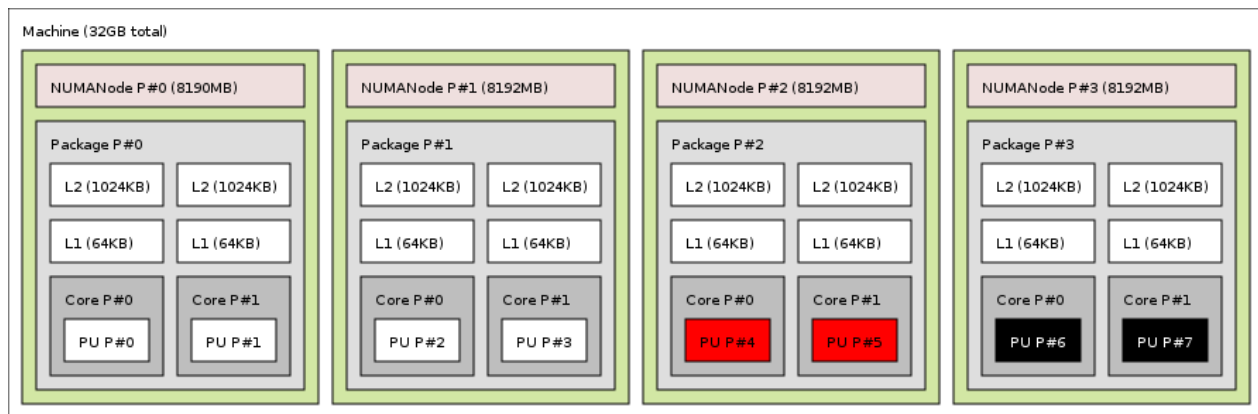 Machine (32GB total)
NUMANode P#0 (8190MB)
Package P#0
L2 (1024KB) L2 (1024KB)
L1 (64KB) L1 (64KB)
Core P#0 Core P#1
PU P#0 PU P#1
NUMANode P#1 (8192MB)
Package P#1
L2 (1024KB) L2 (1024KB)
L1 (64KB) L1 (64KB)
Core P#0 Core P#1
PU P#2 PU P#3
NUMANode P#2 (8192MB)
Package P#2
L2 (1024KB) L2 (1024KB)
L1 (64KB) L1 (64KB)
Core P#0 Core P#1
PU P#4 PU P#5
NUMANode P#3 (8192MB)
Package P#3
L2 (1024KB) L2 (1024KB)
L1 (64KB) L1 (64KB)
Core P#0 Core P#1
PU P#6 PU P#7